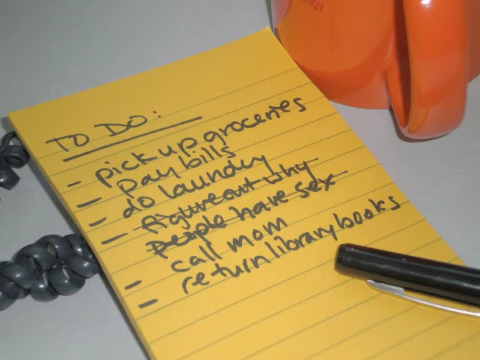 TO DO:
- pick up groceries
- pay bills
- do laundry
- figure out why
people have sex
- call mom
- return library books